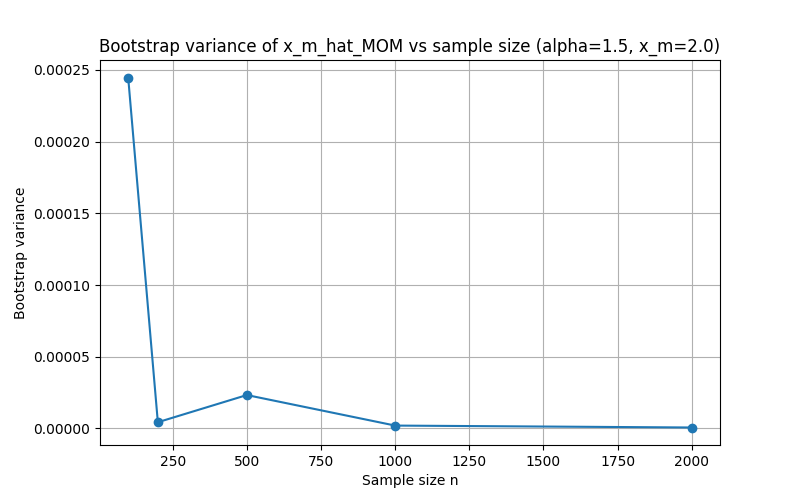 Bootstrap variance of x_m_hat_MOM vs sample size (alpha=1.5, x_m=2.0)
0.00025
0.00020
0.00015
0.00010
0.00005
0.00000
Bootstrap variance
250 500 750 1000 1250 1500 1750 2000
Sample size n